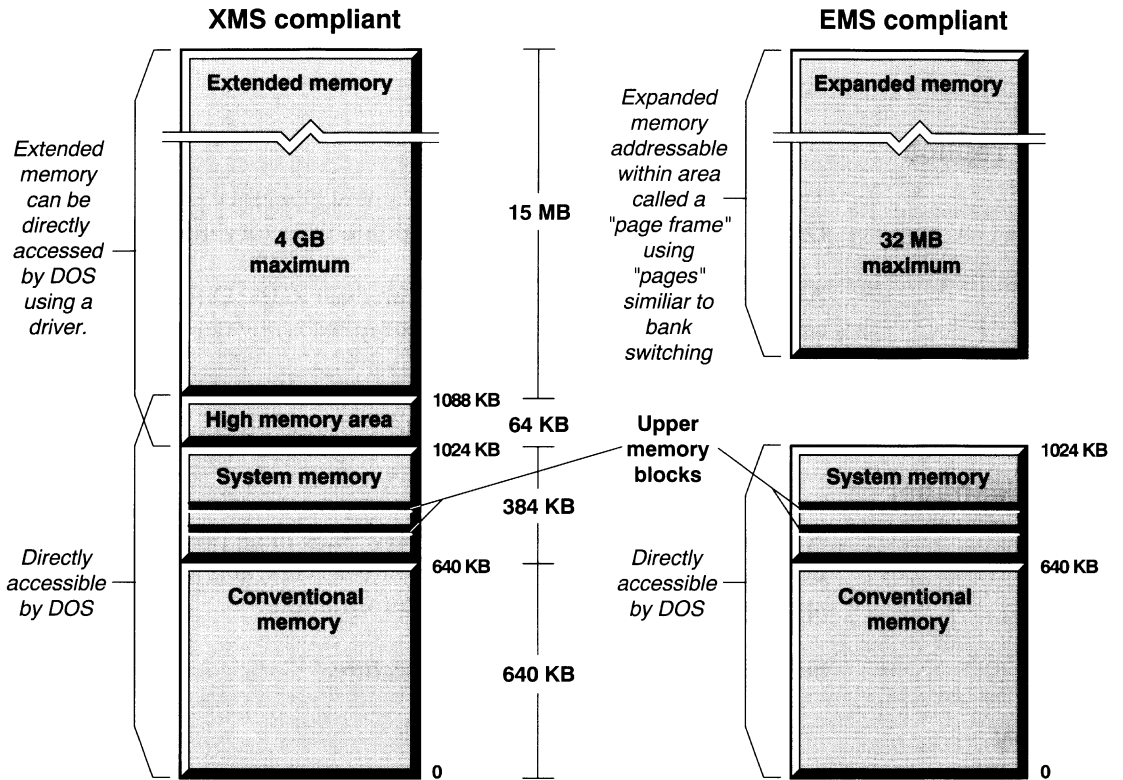 XMS compliant
EMS compliant
Extended memory
4 GB
maximum
Extended
memory
can be
directly
accessed
by DOS
using a
driver.
High memory area
System memory
Conventional
memory
Directly
accessible
by DOS
1088 KB
1024 KB
640 KB
0
15 MB
64 KB
384 KB
640 KB
Upper
memory
blocks
Expanded
memory
addressable
within area
called a
"page frame"
using
"pages"
similiar to
bank
switching
Expanded memory
32 MB
maximum
System memory
Conventional
memory
Directly
accessible
by DOS
1024 KB
640 KB
0